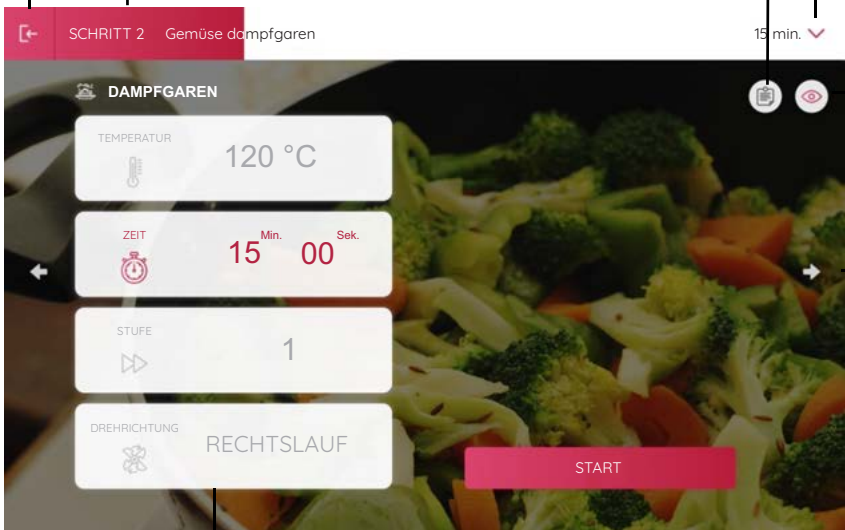 SCHRITT 2 Gemüse dampfgaren 15 min.
DAMPFGAREN
TEMPERATUR
120 °C
ZEIT
15 Min. 00 Sek.
STUFE
1
DREHRICHTUNG
RECHTSLAUF
START